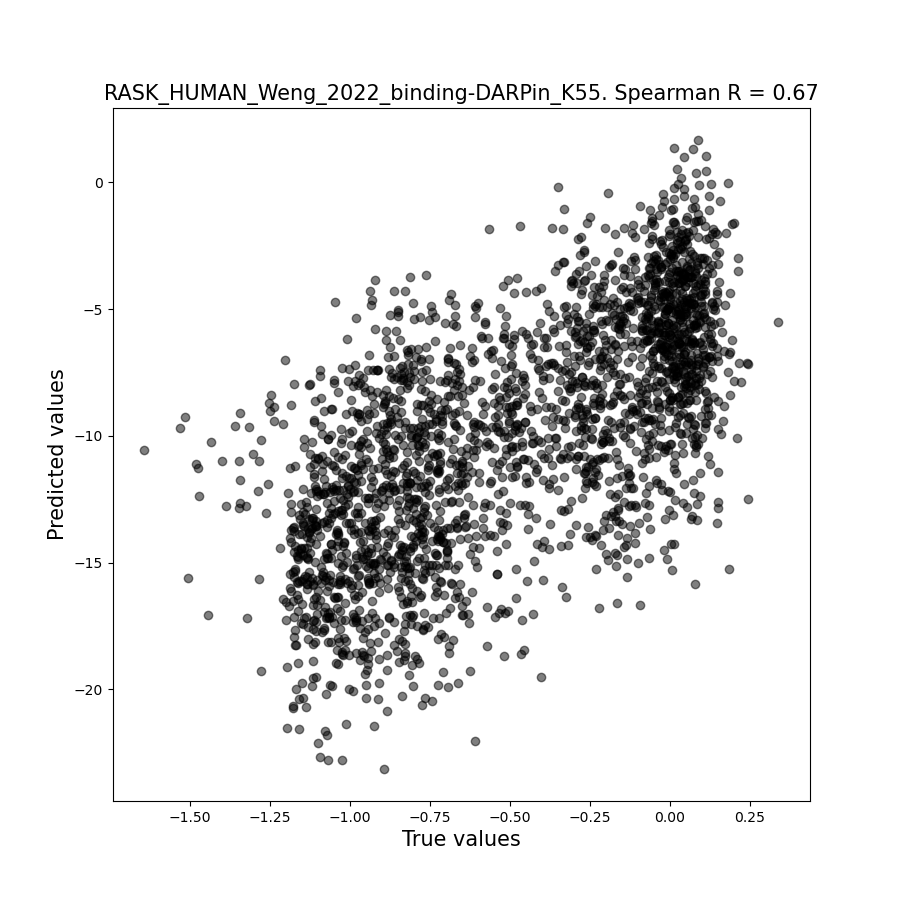 RASK_HUMAN_Weng_2022_binding-DARPin_K55. Spearman R = 0.67
0
−5
−10
−15
−20
Predicted values
−1.50 −1.25 −1.00 −0.75 −0.50 −0.25 0.00 0.25
True values